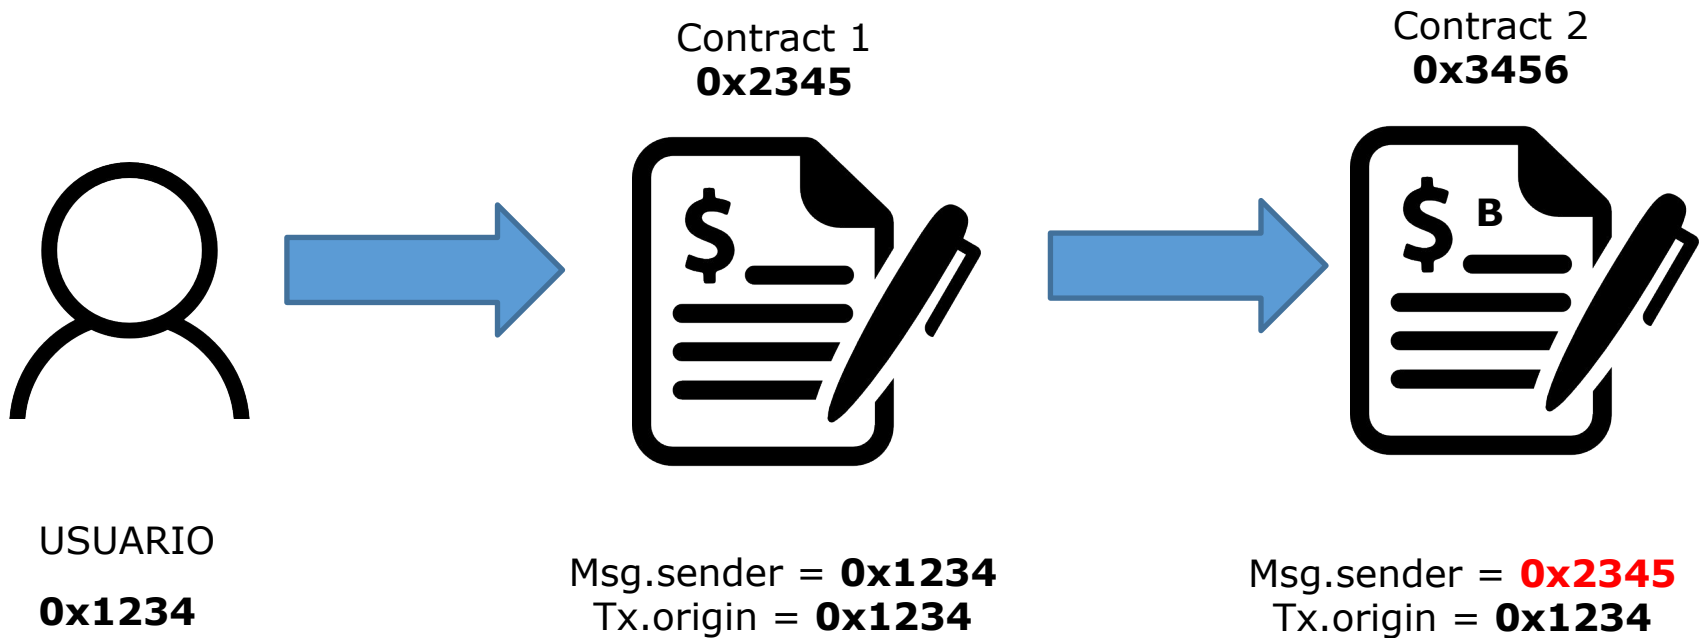 Contract 1
0x2345
Contract 2
0x3456
$
$ B
USUARIO
0x1234
Msg.sender = 0x1234
Tx.origin = 0x1234
Msg.sender = 0x2345
Tx.origin = 0x1234